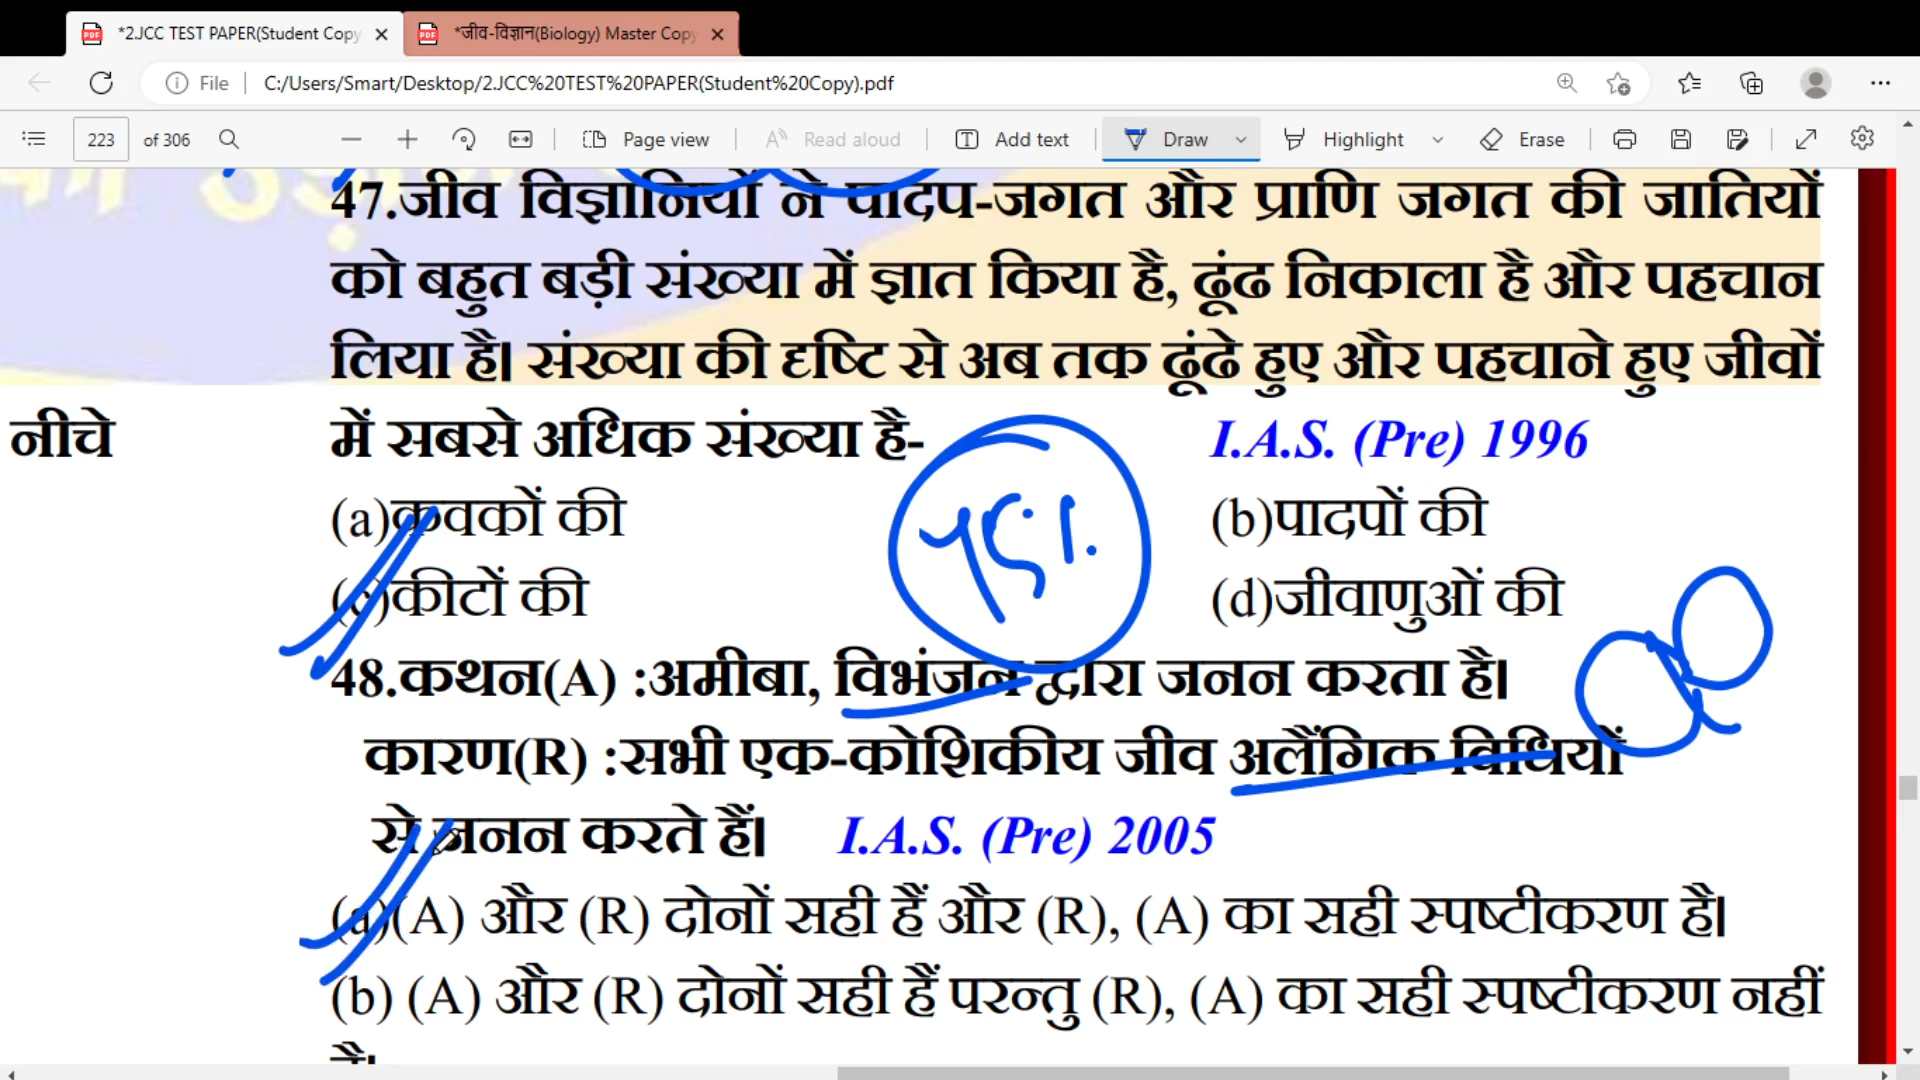 *2.JCC TEST PAPER(Student Copy
*जीव-विज्ञान(Biology) Master Copy
File
C:/Users/Smart/Desktop/2.JCC%20TEST%20PAPER(Student%20Copy).pdf
223 of 306
Page view
Read aloud
Add text
Draw
Highlight
Erase
47.जीव विज्ञानियों ने पादप-जगत और प्राणि जगत की जातियों
को बहुत बड़ी संख्या में ज्ञात किया है, ढूंढ निकाला है और पहचान
लिया है। संख्या की दृष्टि से अब तक ढूंढे हुए और पहचाने हुए जीवों
नीचे
में सबसे अधिक संख्या है- I.A.S. (Pre) 1996
(a)कवकों की (b)पादपों की
(c)कीटों की (d)जीवाणुओं की
48.कथन(A) :अमीबा, विभंजन द्वारा जनन करता है।
कारण(R) :सभी एक-कोशिकीय जीव अलैंगिक विधियों
से जनन करते हैं। I.A.S. (Pre) 2005
(a)(A) और (R) दोनों सही हैं और (R), (A) का सही स्पष्टीकरण है।
(b) (A) और (R) दोनों सही हैं परन्तु (R), (A) का सही स्पष्टीकरण नहीं
है।